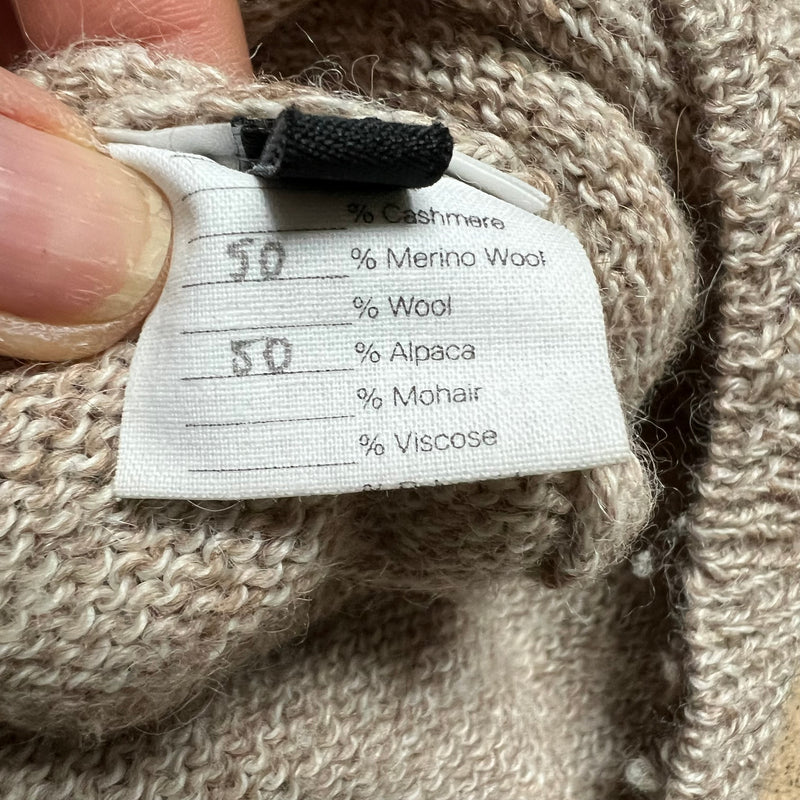 % Cashmere
50 % Merino Wool
% Wool
50 % Alpaca
% Mohair
% Viscose